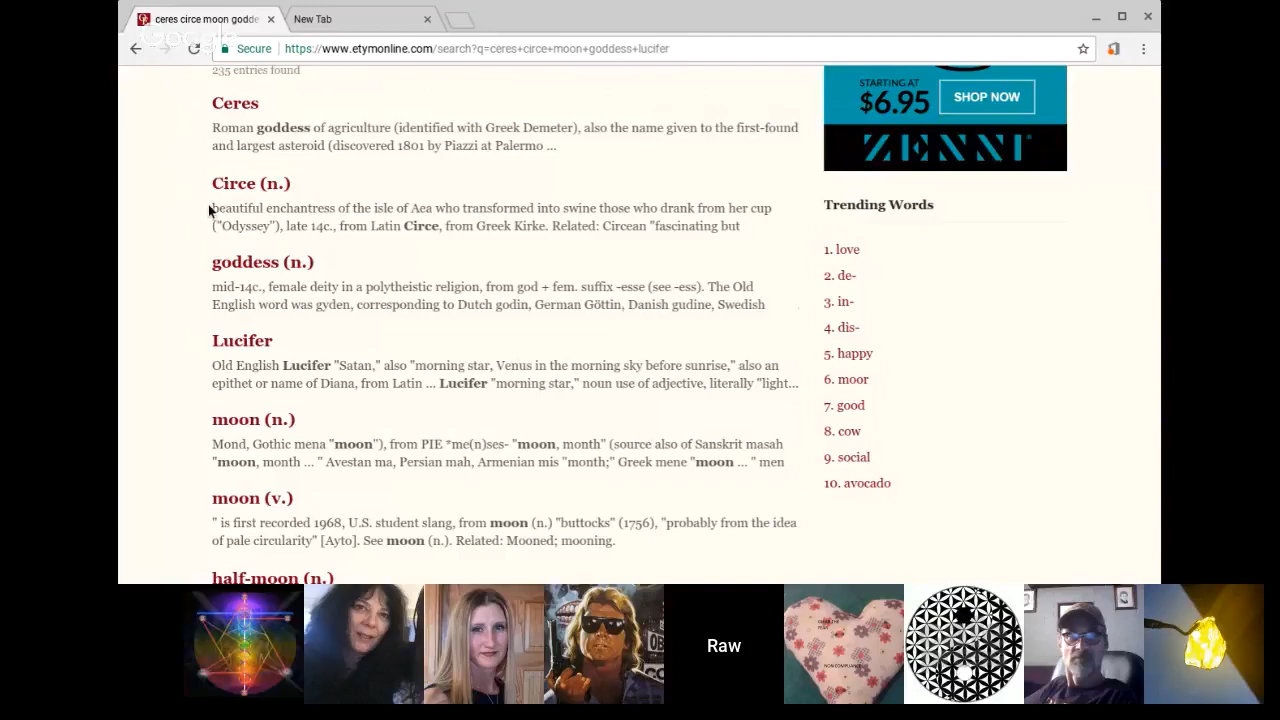 ceres circe moon godde
New Tab
Google
Secure
https://www.etymonline.com/search?q=ceres+circe+moon+goddess+lucifer
235 entries found
Ceres
Roman goddess of agriculture (identified with Greek Demeter), also the name given to the first-found
and largest asteroid (discovered 1801 by Piazzi at Palermo ...
Circe (n.)
beautiful enchantress of the isle of Aea who transformed into swine those who drank from her cup
("Odyssey"), late 14c., from Latin Circe, from Greek Kirke. Related: Circean "fascinating but
goddess (n.)
mid-14c., female deity in a polytheistic religion, from god + fem. suffix -esse (see -ess). The Old
English word was gyden, corresponding to Dutch godin, German Göttin, Danish gudine, Swedish
Lucifer
Old English Lucifer "Satan," also "morning star, Venus in the morning sky before sunrise," also an
epithet or name of Diana, from Latin ... Lucifer "morning star," noun use of adjective, literally "light...
moon (n.)
Mond, Gothic mena "moon"), from PIE *me(n)ses- "moon, month" (source also of Sanskrit masah
"moon, month ... " Avestan ma, Persian mah, Armenian mis "month;" Greek mene "moon ... " men
moon (v.)
" is first recorded 1968, U.S. student slang, from moon (n.) "buttocks" (1756), "probably from the idea
of pale circularity" [Ayto]. See moon (n.). Related: Mooned; mooning.
half-moon (n.)
STARTING AT
$6.95
SHOP NOW
ZENNI
Trending Words
1. love
2. de-
3. in-
4. dis-
5. happy
6. moor
7. good
8. cow
9. social
10. avocado
Raw
NON COMPLIANCE